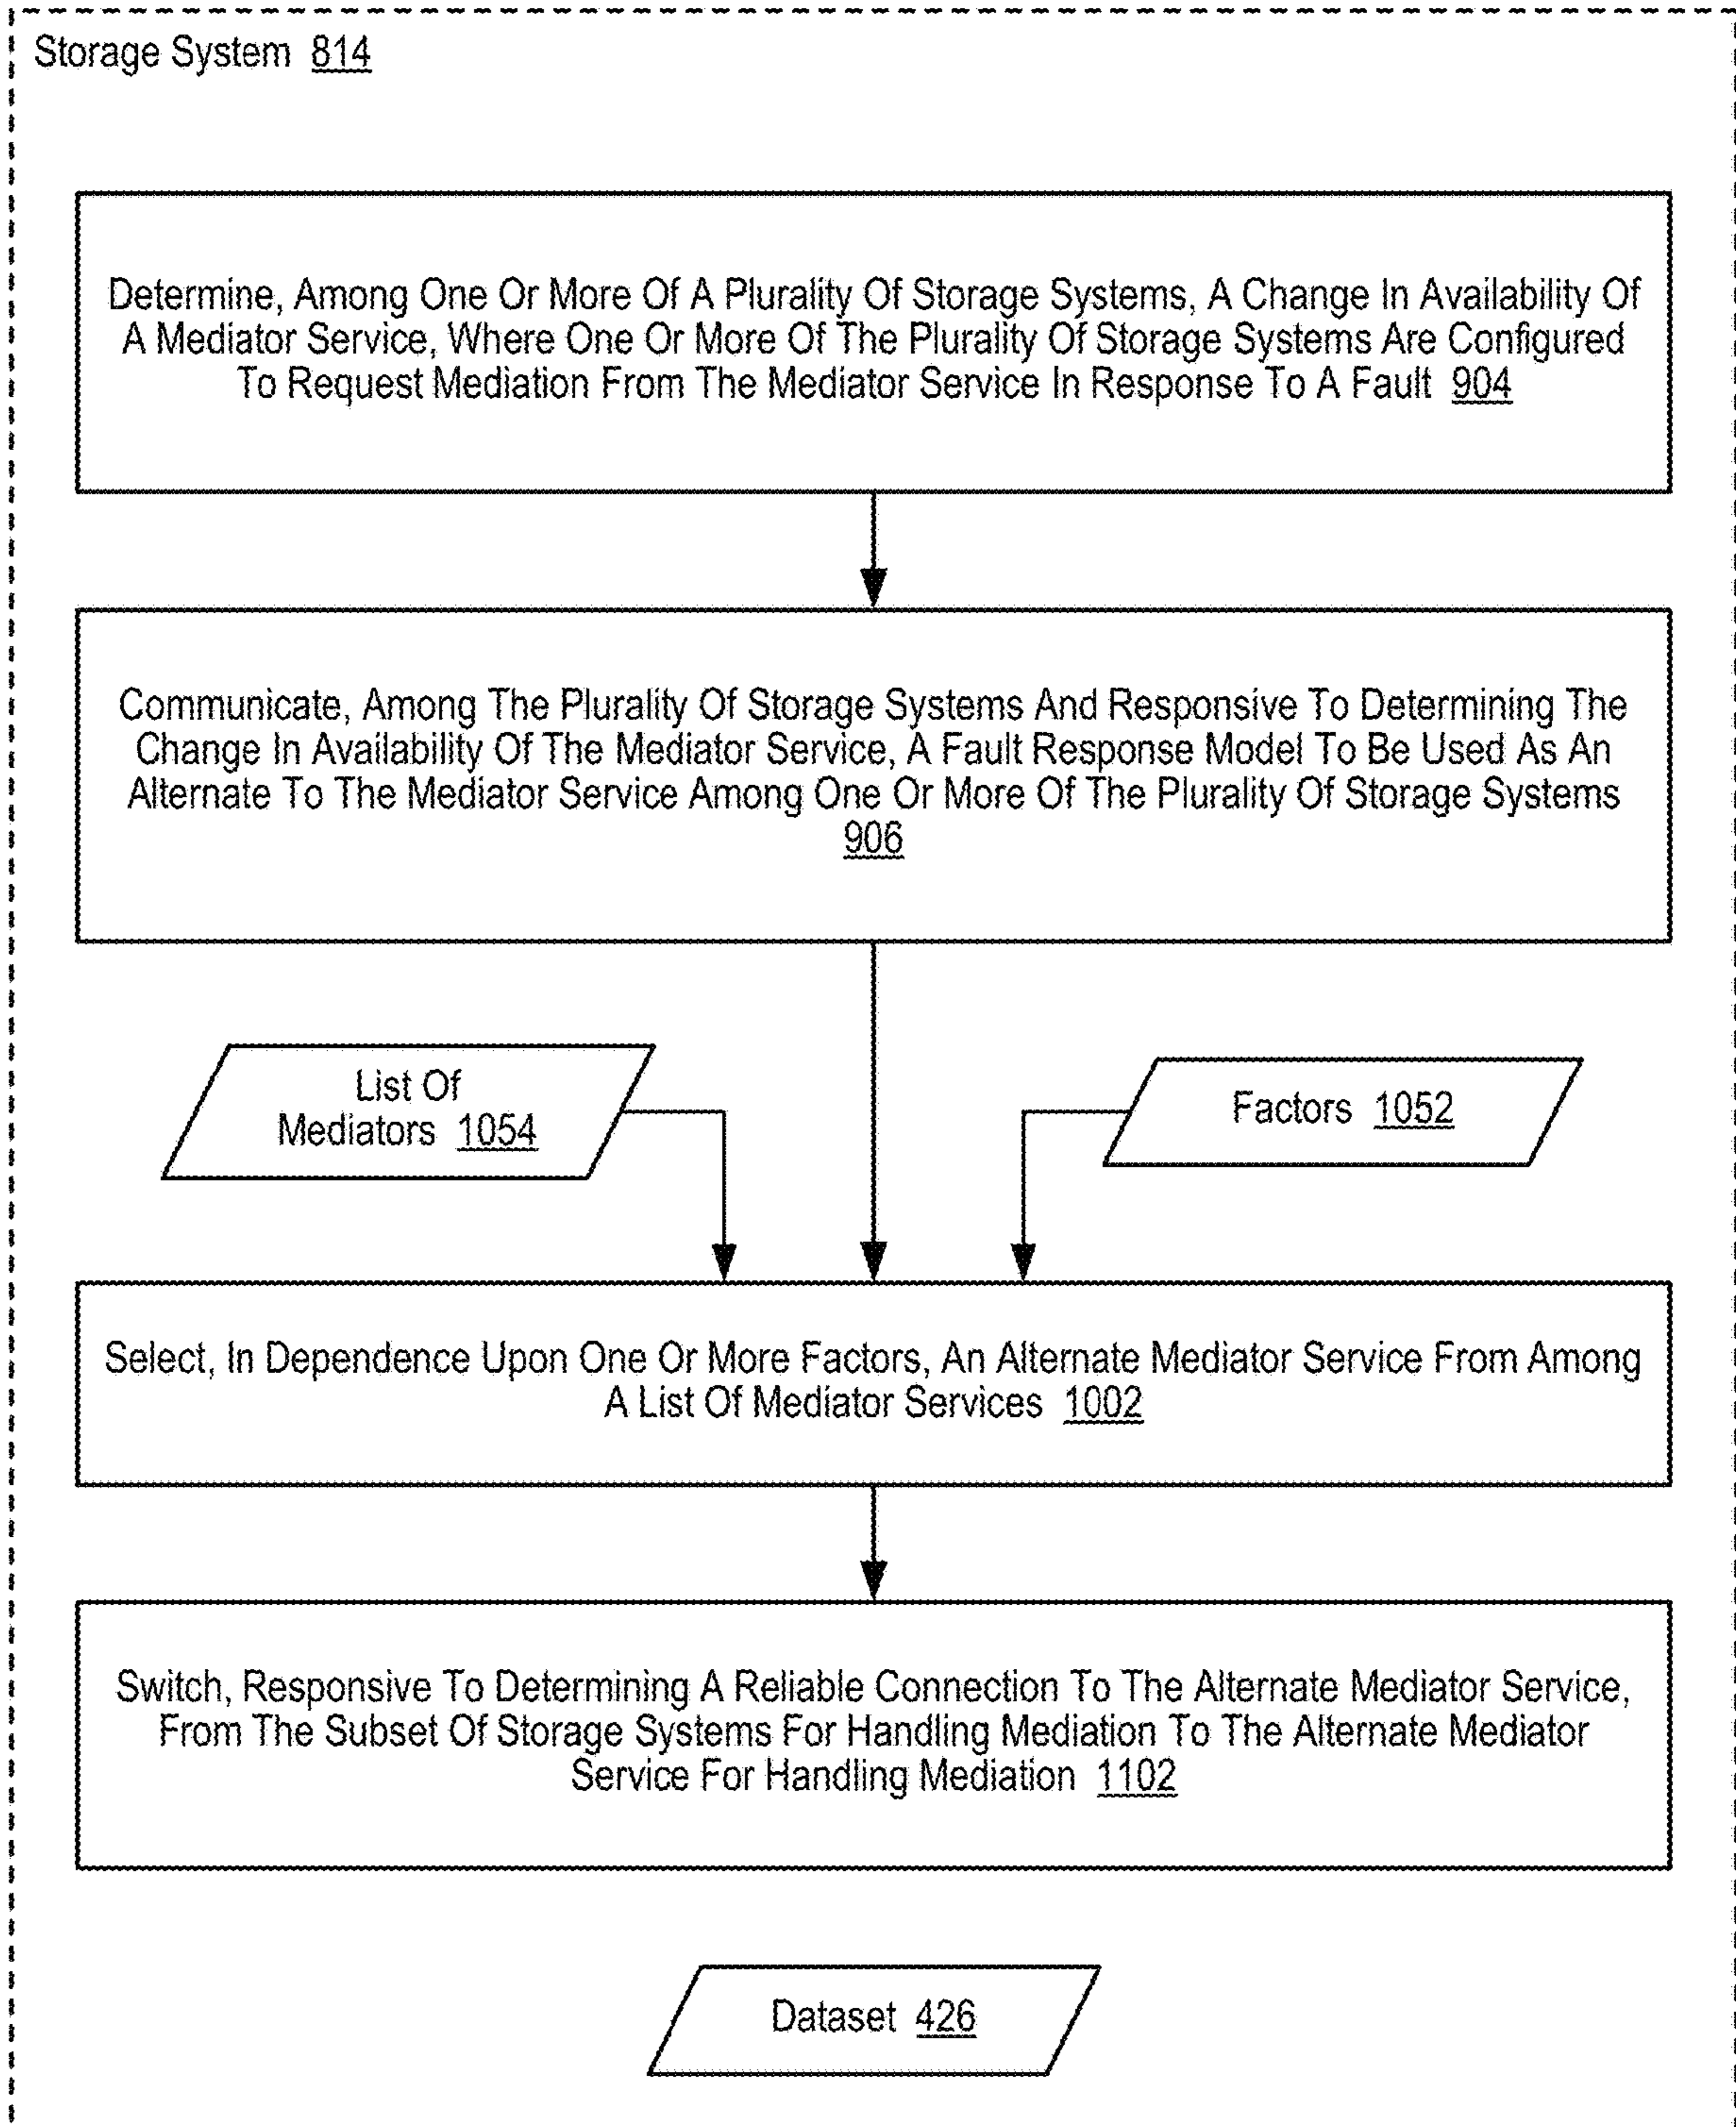 Storage System 814
Determine, Among One Or More Of A Plurality Of Storage Systems, A Change In Availability Of
A Mediator Service, Where One Or More Of The Plurality Of Storage Systems Are Configured
To Request Mediation From The Mediator Service In Response To A Fault 904
Communicate, Among The Plurality Of Storage Systems And Responsive To Determining The
Change In Availability Of The Mediator Service, A Fault Response Model To Be Used As An
Alternate To The Mediator Service Among One Or More Of The Plurality Of Storage Systems
906
List Of
Mediators 1054
Factors 1052
Select, In Dependence Upon One Or More Factors, An Alternate Mediator Service From Among
A List Of Mediator Services 1002
Switch, Responsive To Determining A Reliable Connection To The Alternate Mediator Service,
From The Subset Of Storage Systems For Handling Mediation To The Alternate Mediator
Service For Handling Mediation 1102
Dataset 426